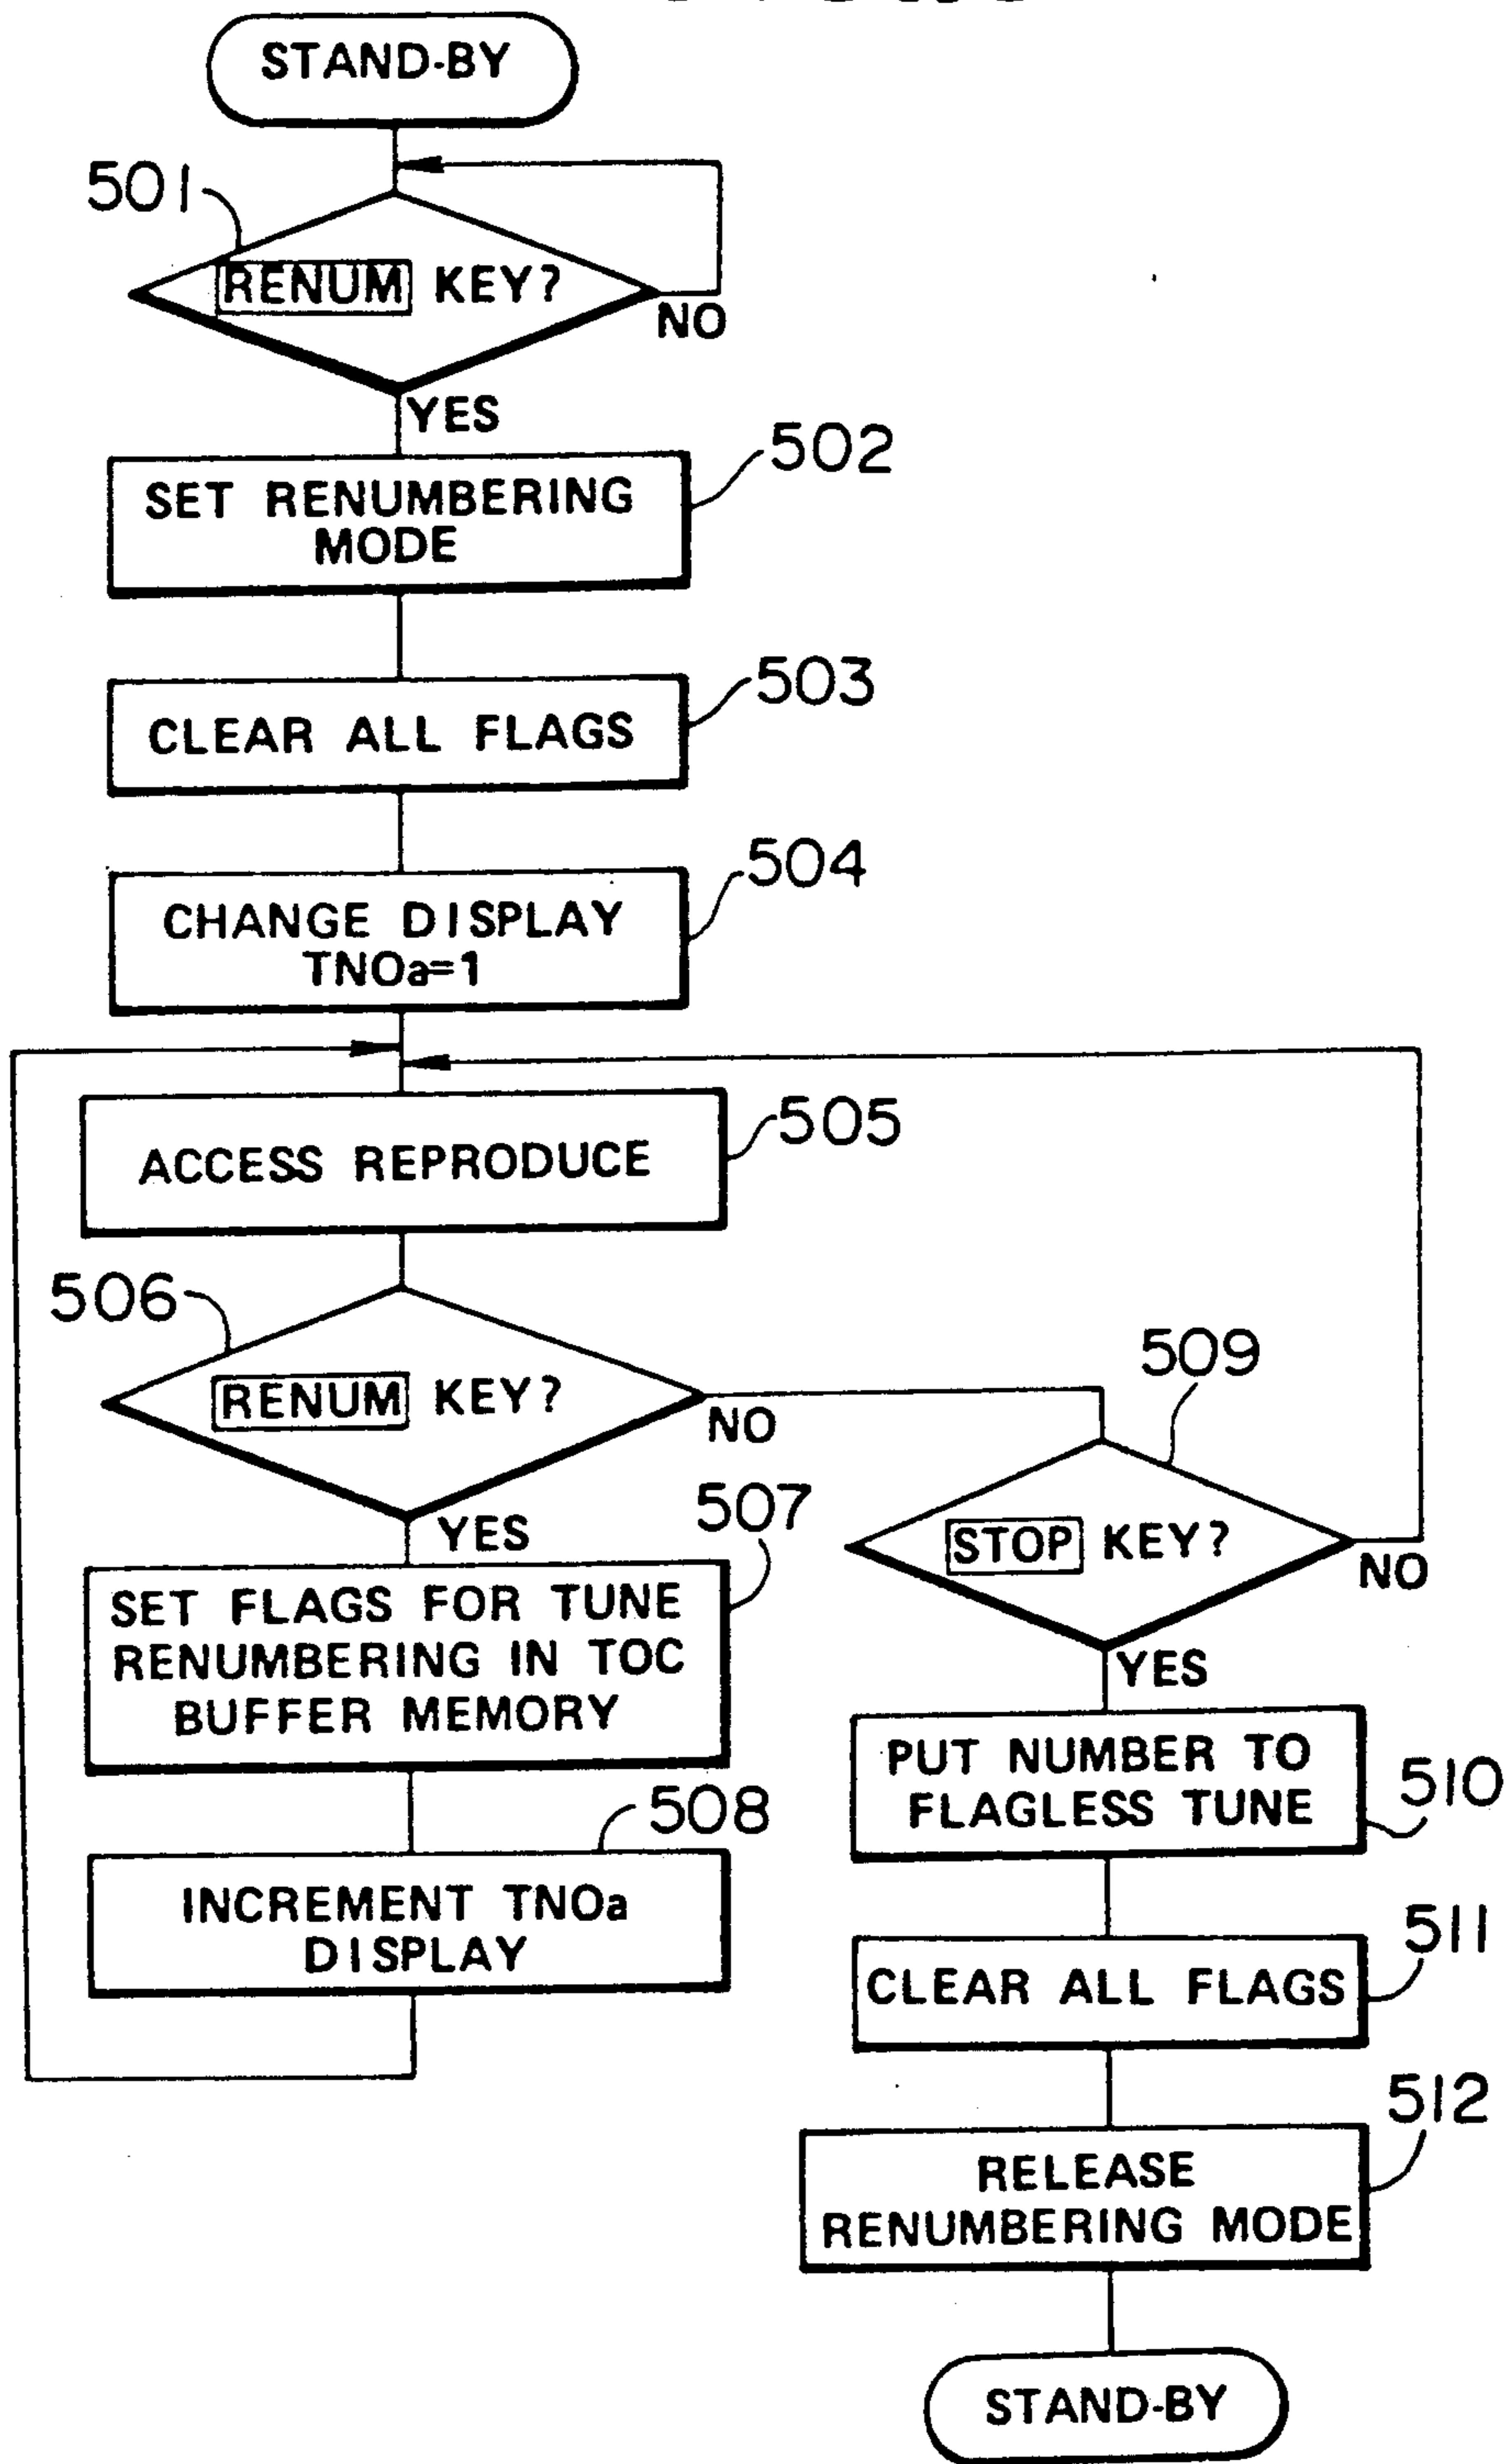 STAND-BY
501
RENUM KEY?
NO
YES
502
SET RENUMBERING
MODE
503
CLEAR ALL FLAGS
504
CHANGE DISPLAY
TNOa=1
505
ACCESS REPRODUCE
506
RENUM KEY?
NO
YES
507
SET FLAGS FOR TUNE
RENUMBERING IN TOC
BUFFER MEMORY
508
INCREMENT TNOa
DISPLAY
509
STOP KEY?
NO
YES
510
PUT NUMBER TO
FLAGLESS TUNE
511
CLEAR ALL FLAGS
512
RELEASE
RENUMBERING MODE
STAND-BY